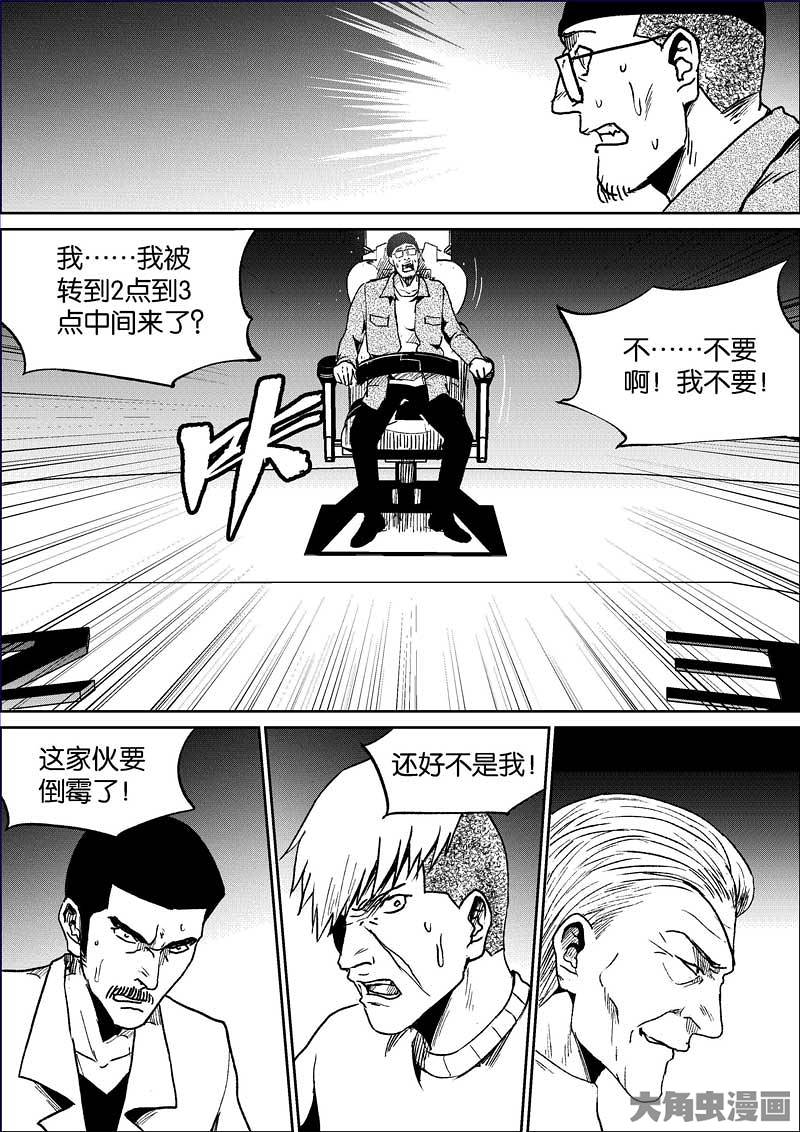 我……我被
转到2点到3
点中间来了？
不……不要
啊！我不要！
咔
这家伙要
倒霉了！
还好不是我！
大角虫漫画